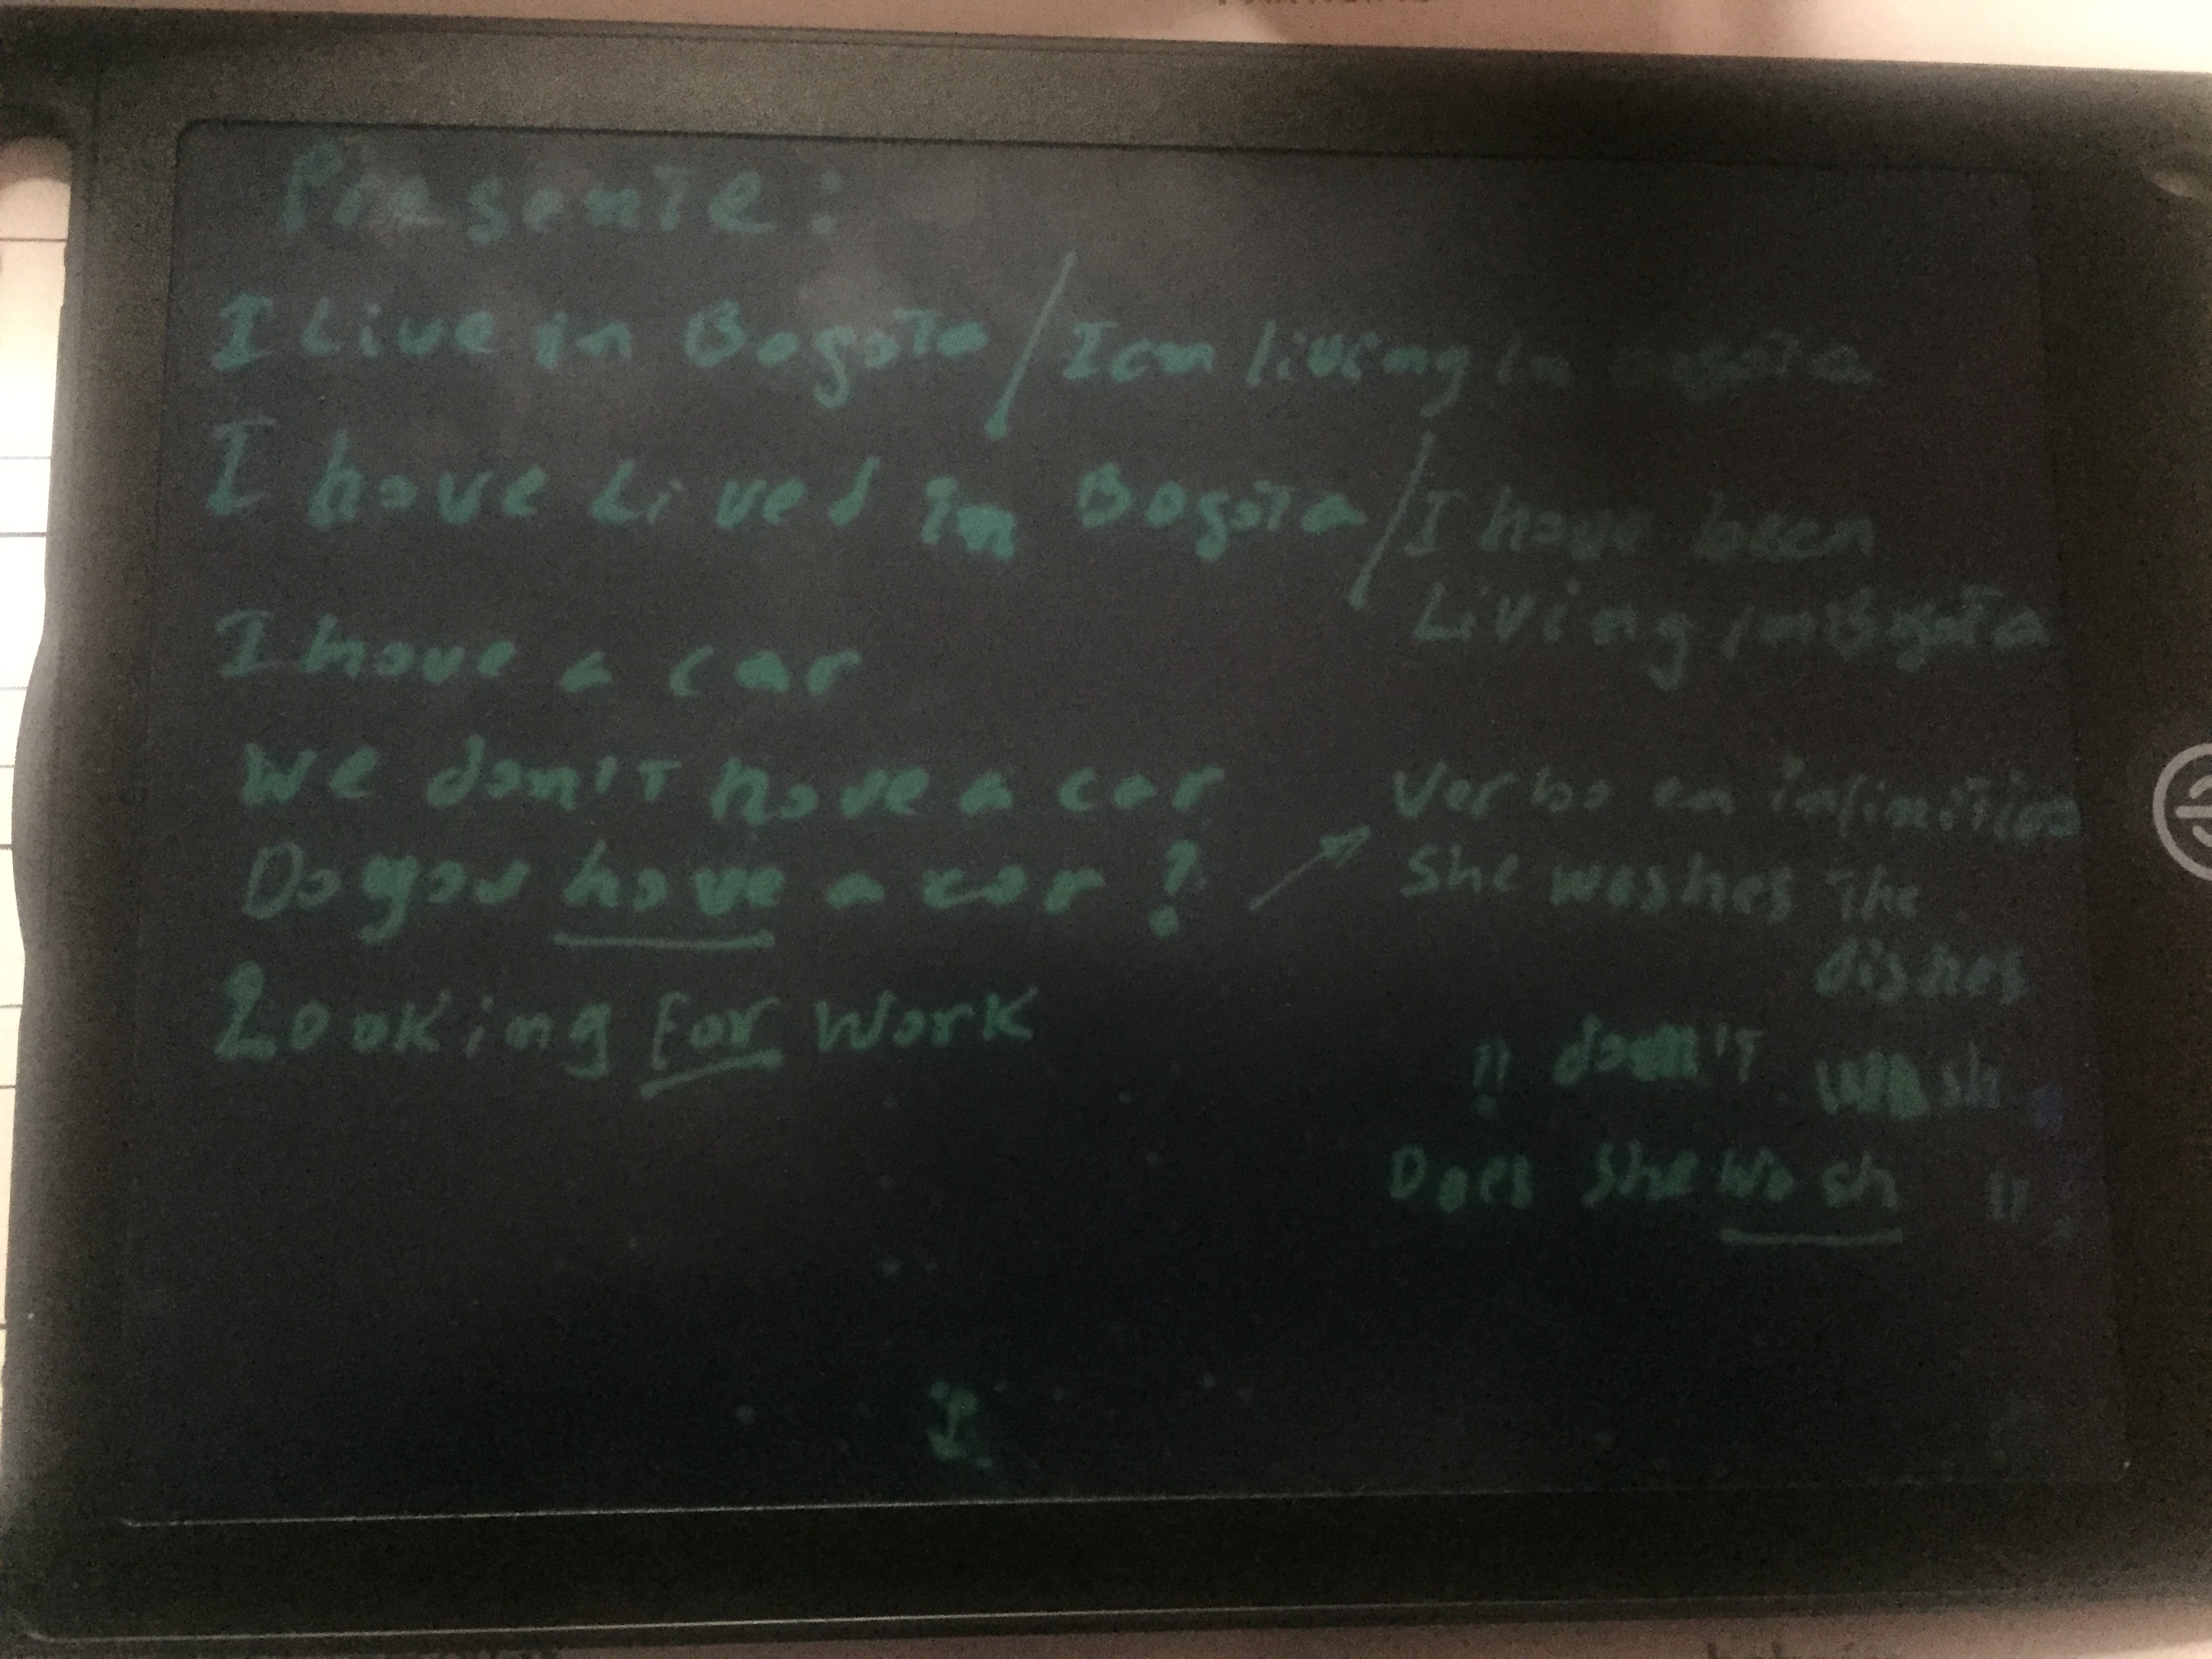 Presente:
I Live in Bogota / I am living in Bogota
I have Lived in Bogota / I have been
Living in Bogota
I have a car
We don't have a car
Do you have a car ?
Looking for work
Verbo en infinitivo
She washes the
dishes
" don't wash
Does she wash "
I